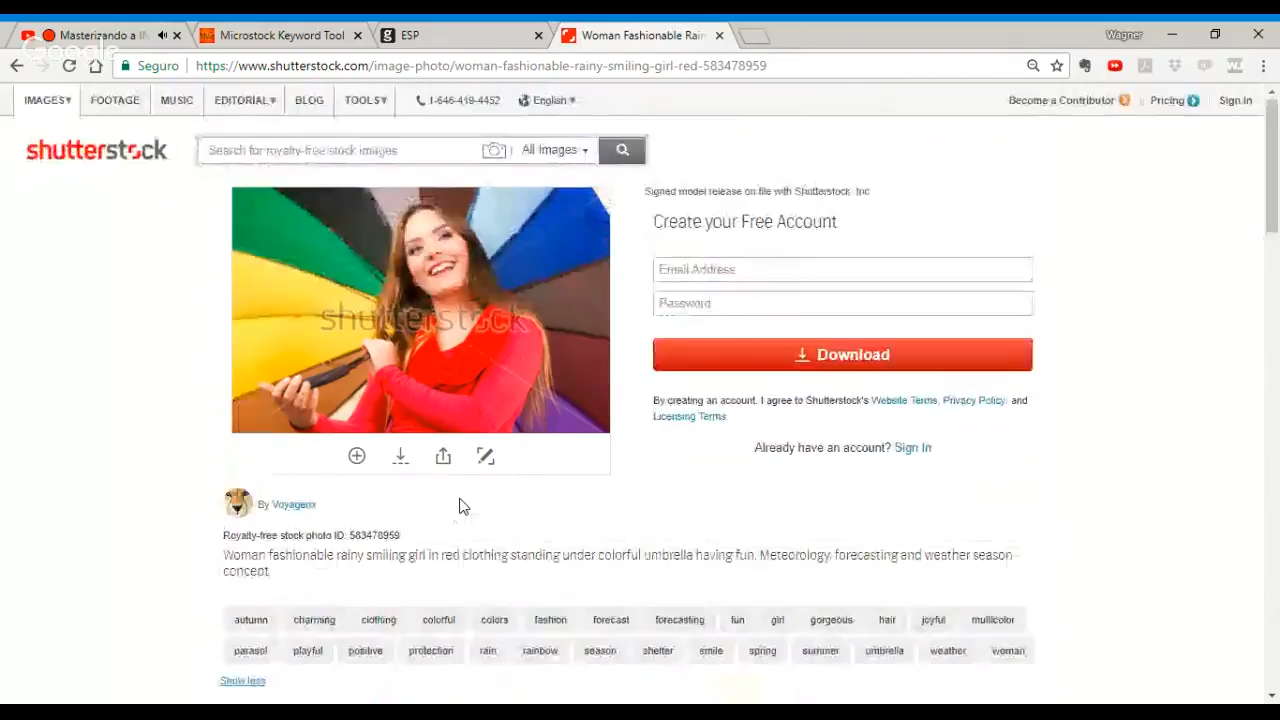 Masterizando a IN
Microstock Keyword Tool
ESP
Woman Fashionable Rain
Wagner
Google
Seguro
https://www.shutterstock.com/image-photo/woman-fashionable-rainy-smiling-girl-red-583478959
IMAGES
FOOTAGE
MUSIC
EDITORIAL
BLOG
TOOLS
1-646-419-4452
English
Become a Contributor
Pricing
Sign In
shutterstock
Search for royalty-free stock images
All Images
Signed model release on file with Shutterstock, Inc
Create your Free Account
Email Address
shutterstock
Password
Download
By creating an account, I agree to Shutterstock's Website Terms, Privacy Policy, and
Licensing Terms
Already have an account? Sign In
By Voyagerix
Royalty-free stock photo ID: 583478959
Woman fashionable rainy smiling girl in red clothing standing under colorful umbrella having fun. Meteorology, forecasting and weather season
concept.
autumn charming clothing colorful colors fashion forecast forecasting fun girl gorgeous hair joyful multicolor
parasol playful positive protection rain rainbow season shelter smile spring summer umbrella weather woman
Show less